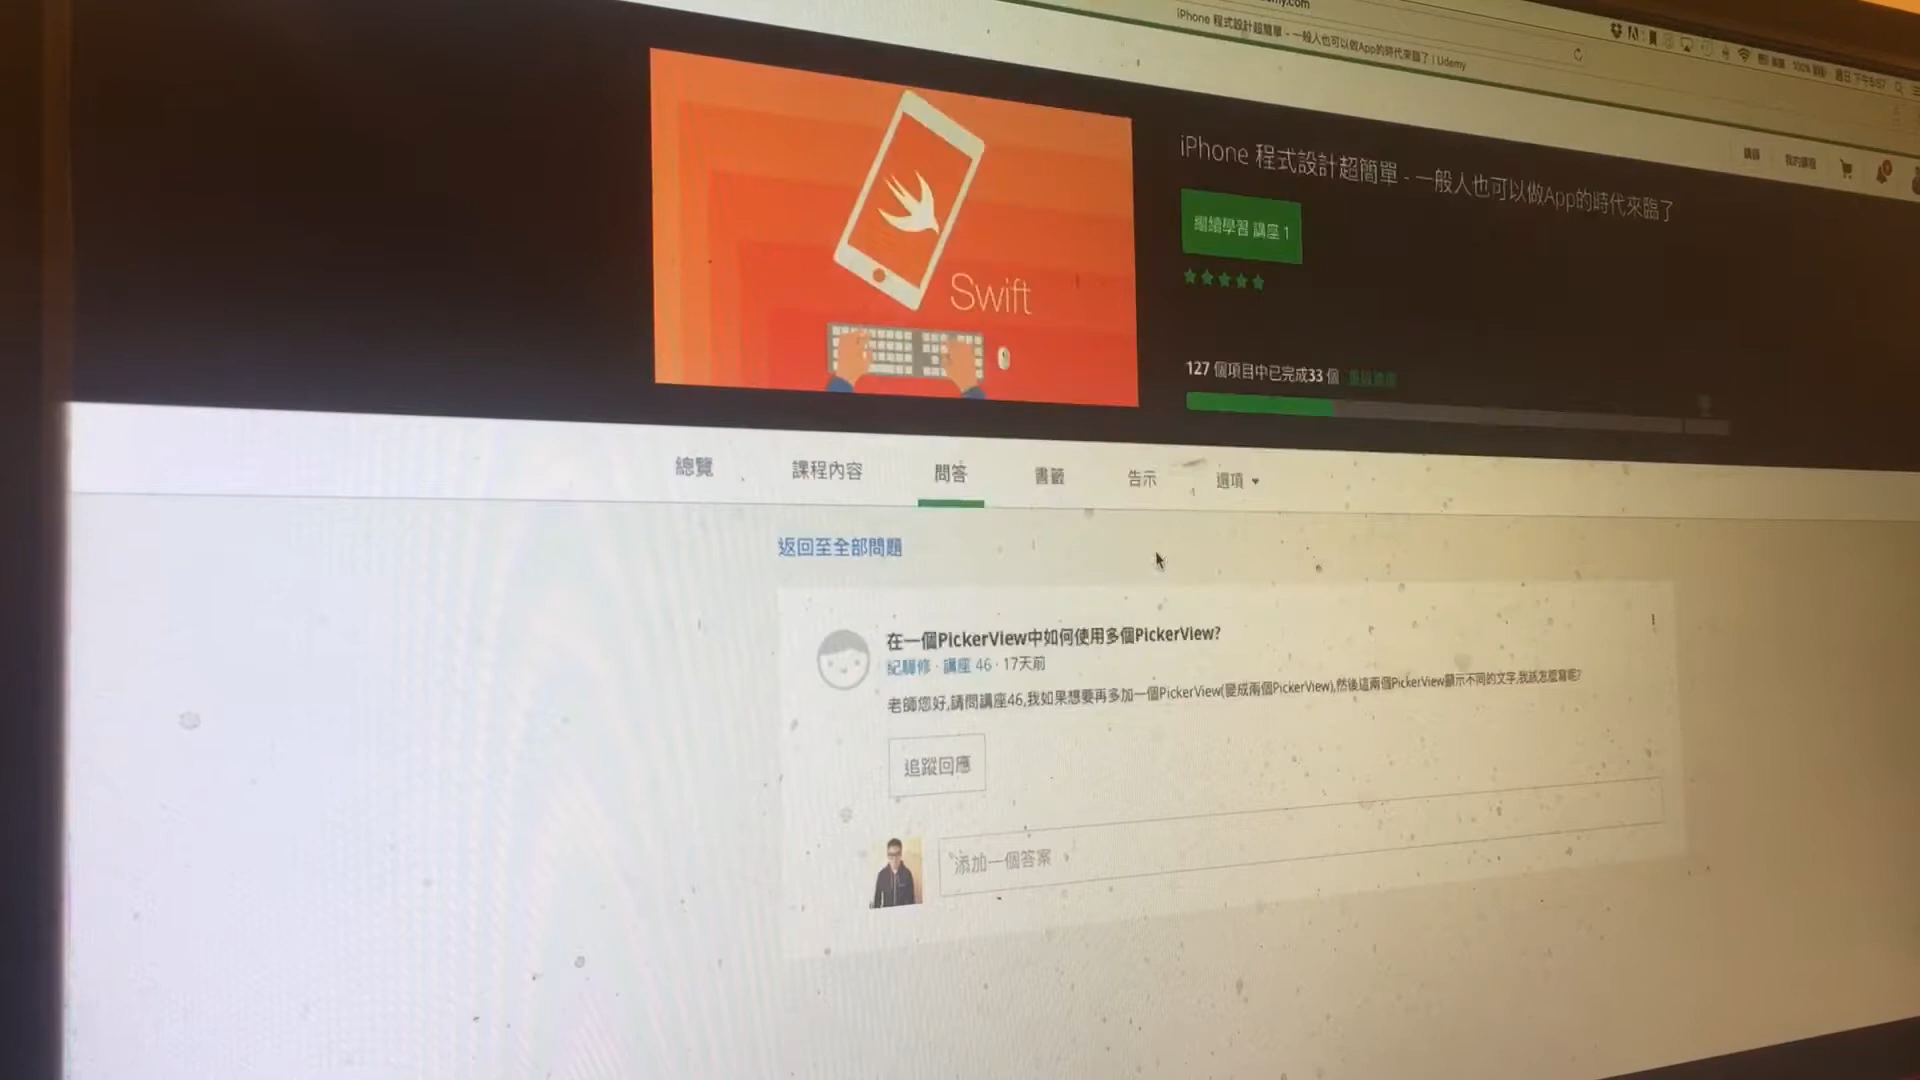 iPhone 程式設計超簡單 - 一般人也可以做App的時代來臨了 | Udemy
iPhone 程式設計超簡單 - 一般人也可以做App的時代來臨了
繼續學習 講座 1
Swift
127 個項目中已完成33 個
總覽
課程內容
問答
書籤
告示
選項
返回至全部問題
在一個PickerView中如何使用多個PickerView?
講座 46 · 17天前
老師您好,請問講座46,我如果想要再多加一個PickerView(變成兩個PickerView),然後這兩個PickerView顯示不同的文字,我該怎麼寫呢?
追蹤回應
添加一個答案